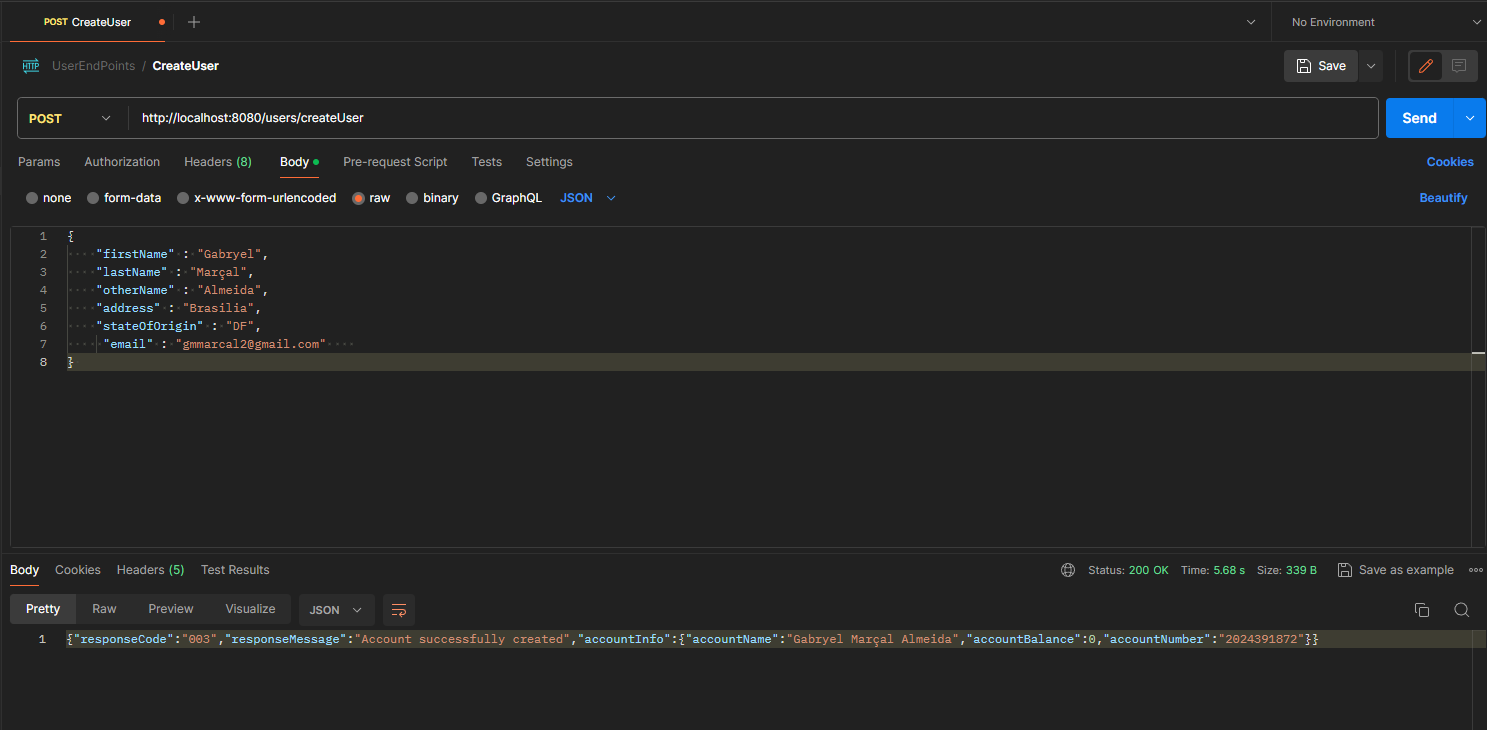 POST CreateUser
No Environment
HTTP UserEndPoints / CreateUser
Save
POST http://localhost:8080/users/createUser
Send
Params Authorization Headers (8) Body Pre-request Script Tests Settings Cookies
none form-data x-www-form-urlencoded raw binary GraphQL JSON Beautify
1 {
2 "firstName" : "Gabryel",
3 "lastName" : "Marçal",
4 "otherName" : "Almeida",
5 "address" : "Brasilia",
6 "stateOfOrigin" : "DF",
7 "email" : "gmmarcal2@gmail.com"
8 }
Body Cookies Headers (5) Test Results Status: 200 OK Time: 5.68 s Size: 339 B Save as example
Pretty Raw Preview Visualize JSON
1 {"responseCode":"003","responseMessage":"Account successfully created","accountInfo":{"accountName":"Gabryel Marçal Almeida","accountBalance":0,"accountNumber":"2024391872"}}